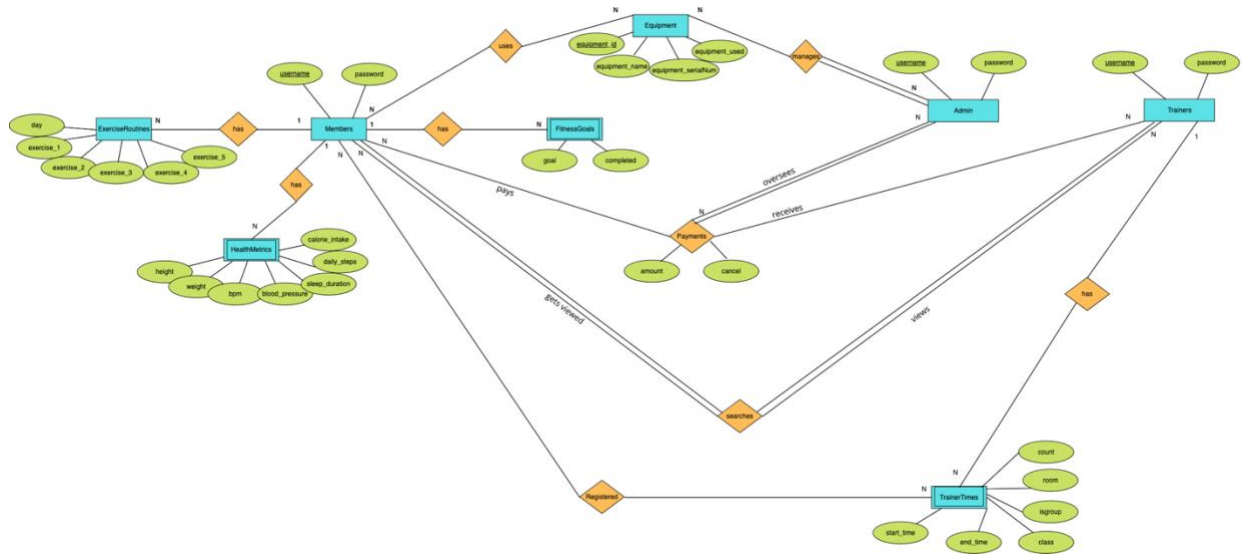 N
N
Equipment
uses
equipment_id
equipment_used
manages
equipment_name
equipment_serialNum
username
password
username
password
username
password
N
N
N
day
ExerciseRoutines
N
has
1
Members
1
has
N
FitnessGoals
Admin
Trainers
N
N
1
N
N
1
exercise_1
exercise_5
exercise_2
exercise_3
exercise_4
goal
completed
has
pays
oversees
receives
N
N
Payments
HealthMetrics
calorie_intake
daily_steps
height
weight
bpm
blood_pressure
sleep_duration
amount
cancel
has
gets viewed
views
searches
count
N
room
Registered
N
TrainerTimes
isgroup
start_time
end_time
class